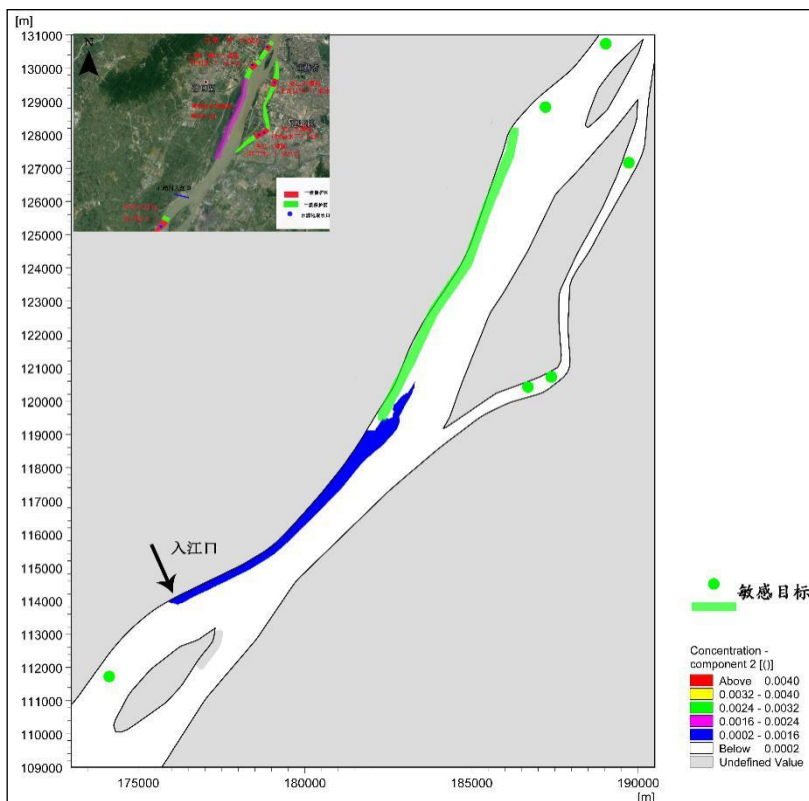 [m]
131000
130000
129000
128000
127000
126000
125000
124000
123000
122000
121000
120000
119000
118000
117000
116000
115000
114000
113000
112000
111000
110000
109000
175000
180000
185000
190000
[m]
N
入江口
敏感目标
Concentration -
component 2 [()]
Above 0.0040
0.0032 - 0.0040
0.0024 - 0.0032
0.0016 - 0.0024
0.0002 - 0.0016
Below 0.0002
Undefined Value